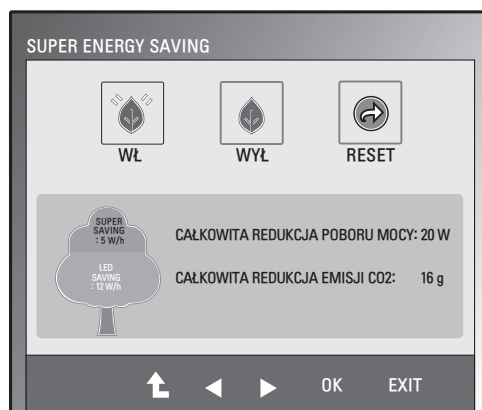 SUPER ENERGY SAVING
WŁ WYŁ RESET
SUPER
SAVING
: 5 W/h
CAŁKOWITA REDUKCJA POBORU MOCY: 20 W
LED
SAVING
: 12 W/h
CAŁKOWITA REDUKCJA EMISJI CO2: 16 g
OK EXIT